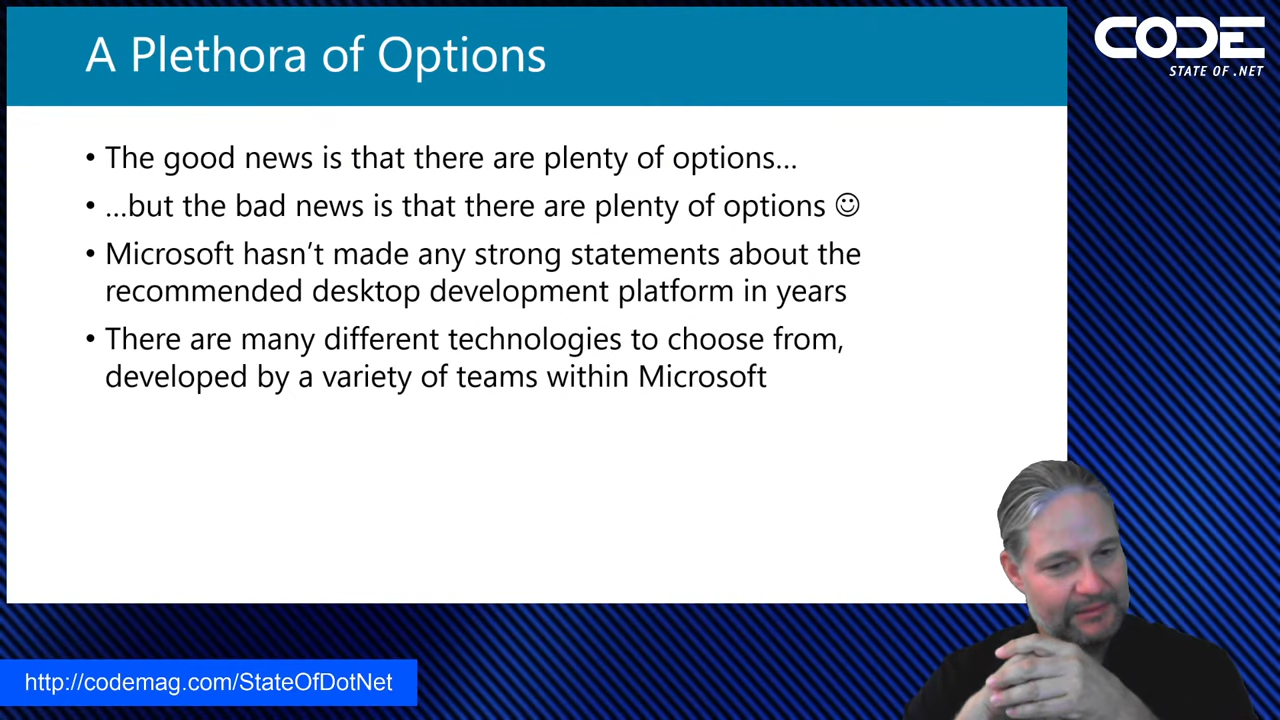 A Plethora of Options
CODE
STATE OF .NET
• The good news is that there are plenty of options…
• …but the bad news is that there are plenty of options ☺
• Microsoft hasn’t made any strong statements about the
recommended desktop development platform in years
• There are many different technologies to choose from,
developed by a variety of teams within Microsoft
http://codemag.com/StateOfDotNet